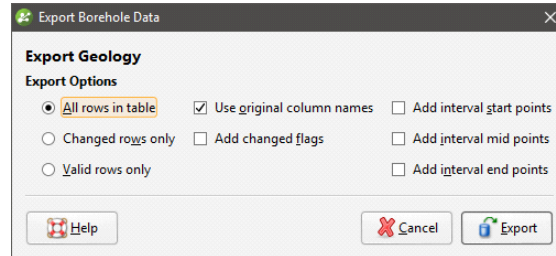 Export Borehole Data
Export Geology
Export Options
All rows in table
Use original column names
Add interval start points
Changed rows only
Add changed flags
Add interval mid points
Valid rows only
Add interval end points
Help
Cancel
Export